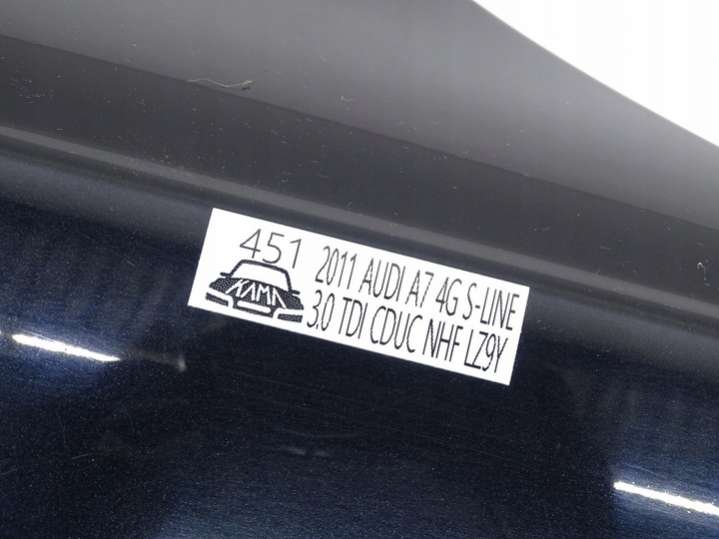 451
KAMA
2011 AUDI A7 4G S-LINE
3.0 TDI CDUC NHF LZ9Y